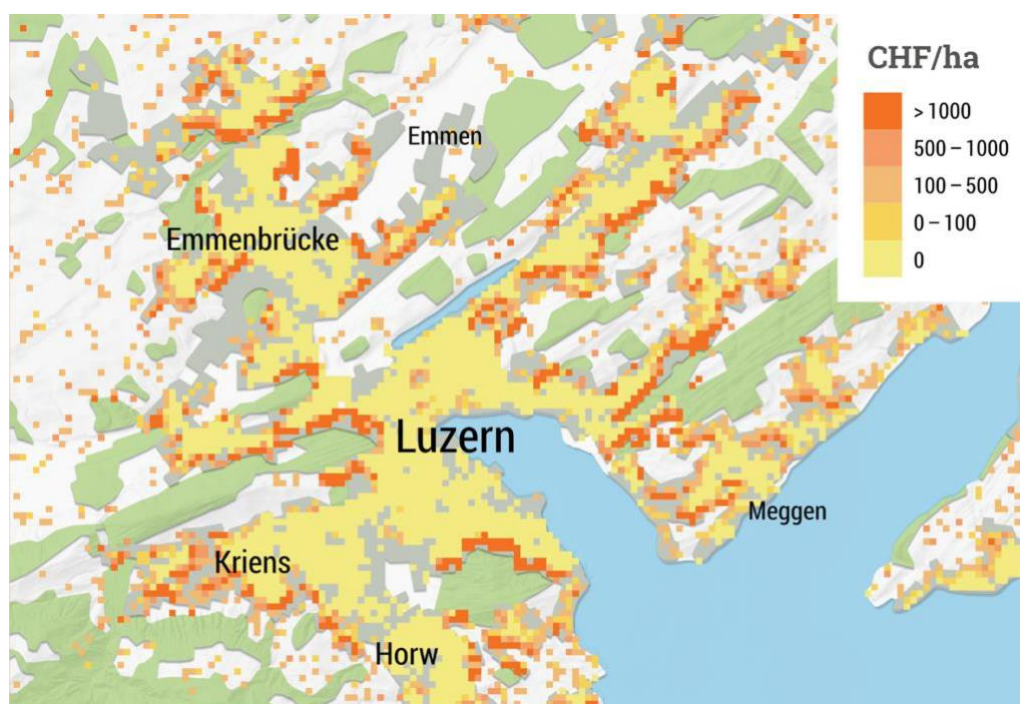 CHF/ha
> 1000
500 – 1000
100 – 500
0 – 100
0
Emmen
Emmenbrücke
Luzern
Meggen
Kriens
Horw